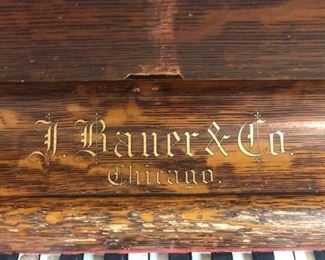 J. Bauer & Co.
Chicago.